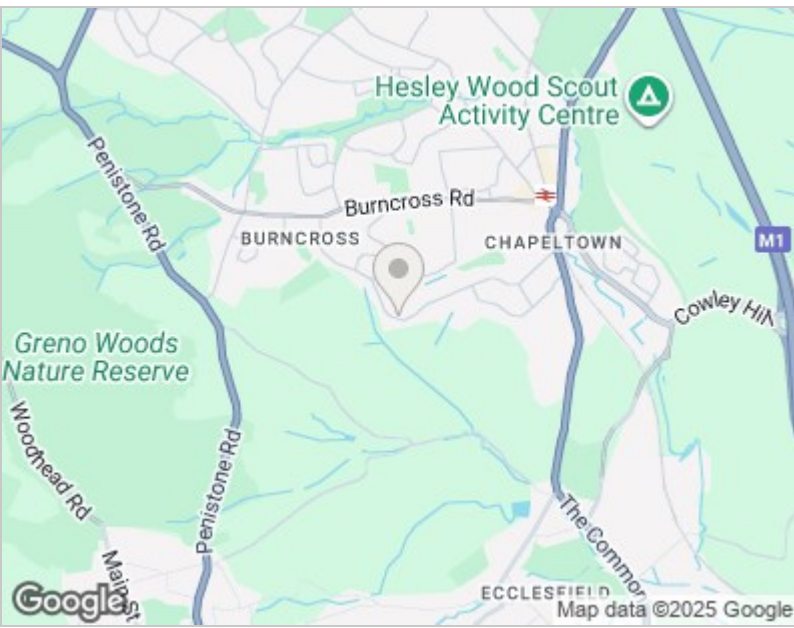 Hesley Wood Scout
Activity Centre
Penistone Rd
Burncross Rd
BURNCROSS
CHAPELTOWN
M1
Cowley Hill
Greno Woods
Nature Reserve
Woodhead Rd
Penistone Rd
The Common
Main St
ECCLESFIELD
Google
Map data ©2025 Google